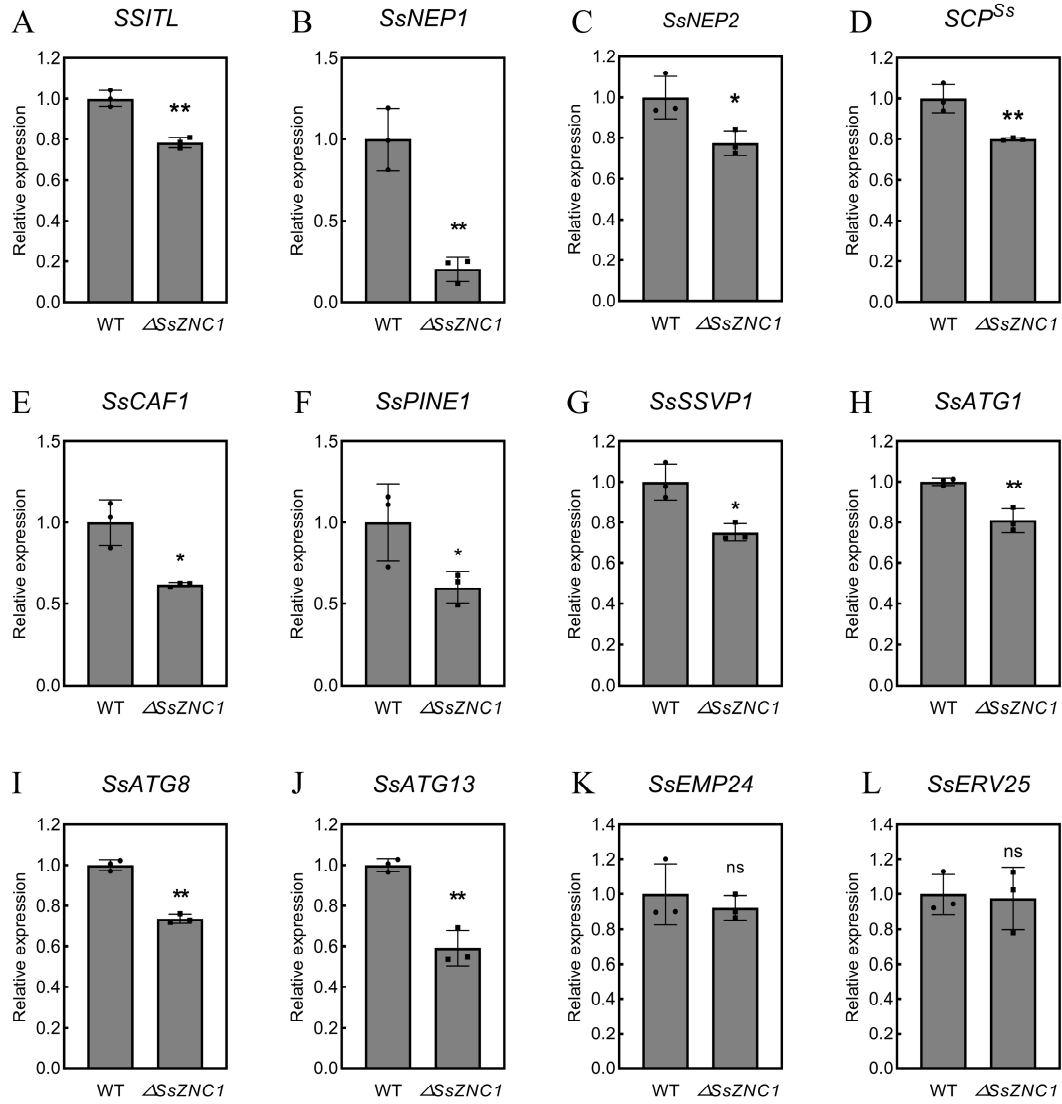 A SSITL
Relative expression
1.2
1.0
0.8
0.6
0.4
0.2
0.0
**
WT ΔSsZNC1
B SsNEP1
Relative expression
1.5
1.0
0.5
0.0
**
WT ΔSsZNC1
C SsNEP2
Relative expression
1.2
1.0
0.8
0.6
0.4
0.2
0.0
*
WT ΔSsZNC1
D SCP^Ss
Relative expression
1.2
1.0
0.8
0.6
0.4
0.2
0.0
**
WT ΔSsZNC1
E SsCAF1
Relative expression
1.5
1.0
0.5
0.0
*
WT ΔSsZNC1
F SsPINE1
Relative expression
1.5
1.0
0.5
0.0
*
WT ΔSsZNC1
G SsSSVP1
Relative expression
1.2
1.0
0.8
0.6
0.4
0.2
0.0
*
WT ΔSsZNC1
H SsATG1
Relative expression
1.2
1.0
0.8
0.6
0.4
0.2
0.0
**
WT ΔSsZNC1
I SsATG8
Relative expression
1.2
1.0
0.8
0.6
0.4
0.2
0.0
**
WT ΔSsZNC1
J SsATG13
Relative expression
1.2
1.0
0.8
0.6
0.4
0.2
0.0
**
WT ΔSsZNC1
K SsEMP24
Relative expression
1.4
1.2
1.0
0.8
0.6
0.4
0.2
0.0
ns
WT ΔSsZNC1
L SsERV25
Relative expression
1.4
1.2
1.0
0.8
0.6
0.4
0.2
0.0
ns
WT ΔSsZNC1